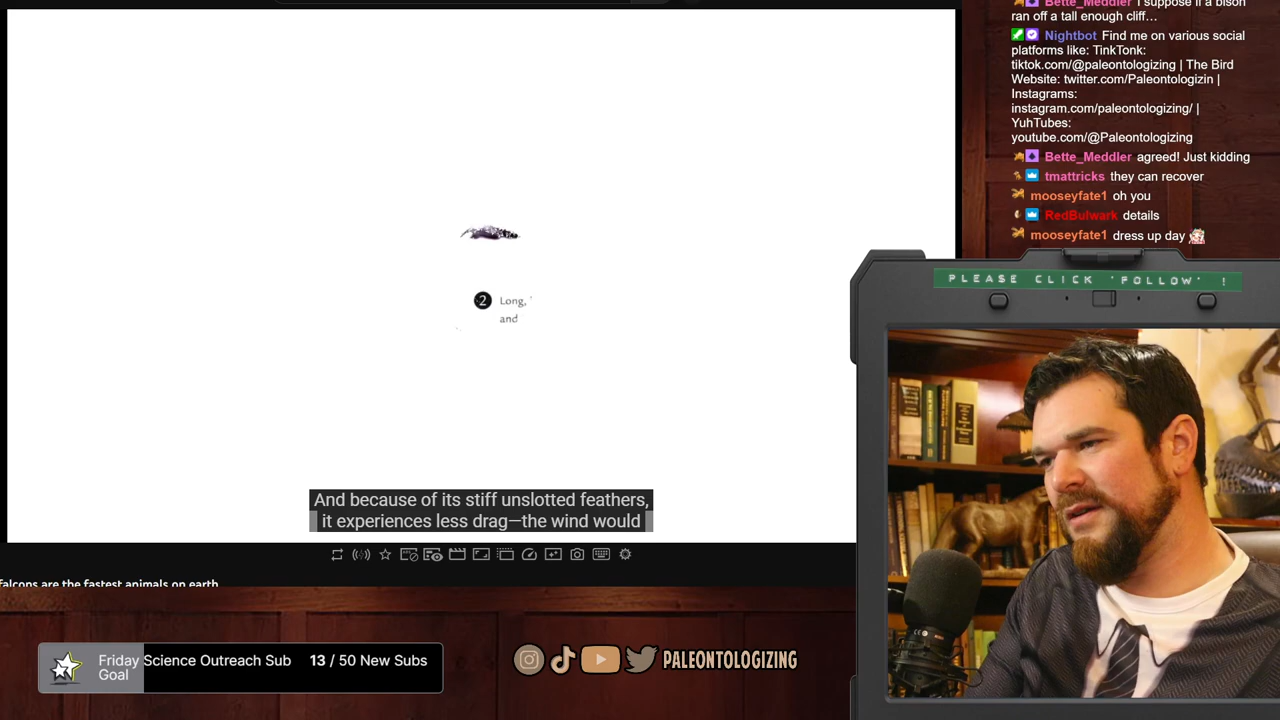 Bette_Meddler I suppose if a bison
ran off a tall enough cliff…
Nightbot Find me on various social
platforms like: TinkTonk:
tiktok.com/@paleontologizing | The Bird
Website: twitter.com/Paleontologizin |
Instagrams:
instagram.com/paleontologizing/ |
YuhTubes:
youtube.com/@Paleontologizing
Bette_Meddler agreed! Just kidding
tmattricks they can recover
mooseyfate1 oh you
RedBulwark details
mooseyfate1 dress up day
PLEASE CLICK 'FOLLOW' !
2 Long,
and
And because of its stiff unslotted feathers,
it experiences less drag—the wind would
falcons are the fastest animals on earth
Friday Science Outreach Sub
Goal
13 / 50 New Subs
PALEONTOLOGIZING